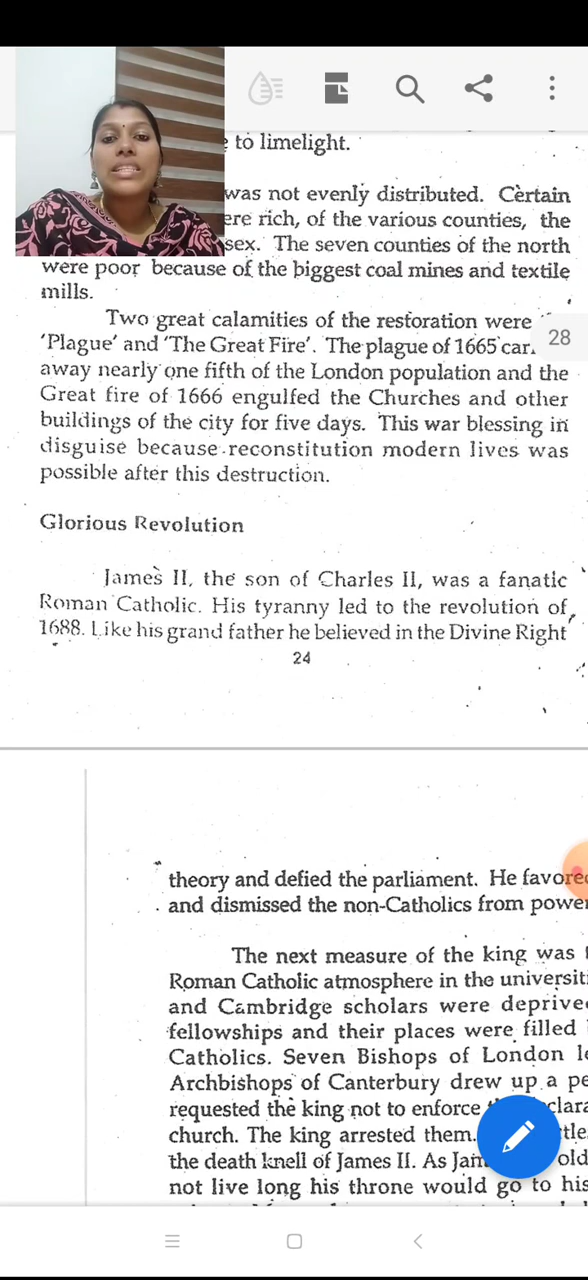 e to limelight.
was not evenly distributed. Certain
ere rich, of the various counties, the
sex. The seven counties of the north
were poor because of the biggest coal mines and textile
mills.
Two great calamities of the restoration were
'Plague' and 'The Great Fire'. The plague of 1665 car
28
away nearly one fifth of the London population and the
Great fire of 1666 engulfed the Churches and other
buildings of the city for five days. This war blessing in
disguise because reconstitution modern lives was
possible after this destruction.
Glorious Revolution
James II, the son of Charles II, was a fanatic
Roman Catholic. His tyranny led to the revolution of
1688. Like his grand father he believed in the Divine Right
24
theory and defied the parliament. He favore
and dismissed the non-Catholics from power
The next measure of the king was
Roman Catholic atmosphere in the universiti
and Cambridge scholars were deprive
fellowships and their places were filled
Catholics. Seven Bishops of London le
Archbishops of Canterbury drew up a pe
requested the king not to enforce clara
church. The king arrested them. tle
the death knell of James II. As Jam old
not live long his throne would go to his